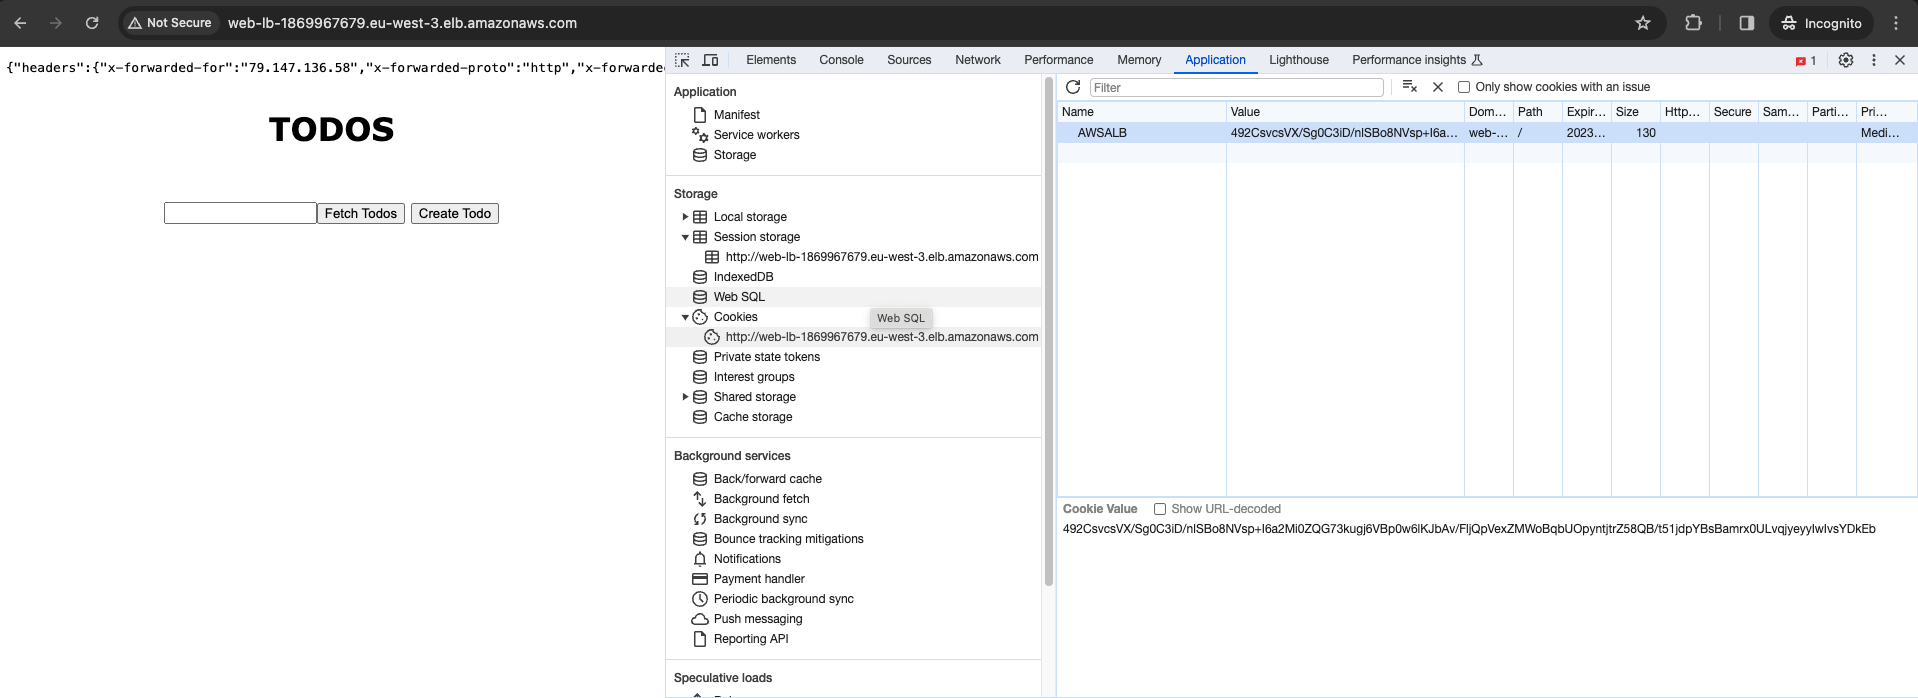 Not Secure web-lb-1869967679.eu-west-3.elb.amazonaws.com Incognito
{"headers":{"x-forwarded-for":"79.147.136.58","x-forwarded-proto":"http","x-forwarde
TODOS
Fetch Todos Create Todo
Elements Console Sources Network Performance Memory Application Lighthouse Performance insights 1
Application
Manifest
Service workers
Storage
Storage
Local storage
Session storage
http://web-lb-1869967679.eu-west-3.elb.amazonaws.com
IndexedDB
Web SQL
Cookies
Web SQL
http://web-lb-1869967679.eu-west-3.elb.amazonaws.com
Private state tokens
Interest groups
Shared storage
Cache storage
Background services
Back/forward cache
Background fetch
Background sync
Bounce tracking mitigations
Notifications
Payment handler
Periodic background sync
Push messaging
Reporting API
Speculative loads
Filter Only show cookies with an issue
Name Value Dom... Path Expir... Size Http... Secure Sam... Parti... Pri...
AWSALB 492CsvcsVX/Sg0C3iD/nISBo8NVsp+I6a... web-... / 2023... 130 Medi...
Cookie Value Show URL-decoded
492CsvcsVX/Sg0C3iD/nISBo8NVsp+I6a2Mi0ZQG73kugj6VBp0w6lKJbAv/FljQpVexZMWoBqbUOpyntjtrZ58QB/t51jdpYBsBamrx0ULvqjyeyyIwIvsYDkEb